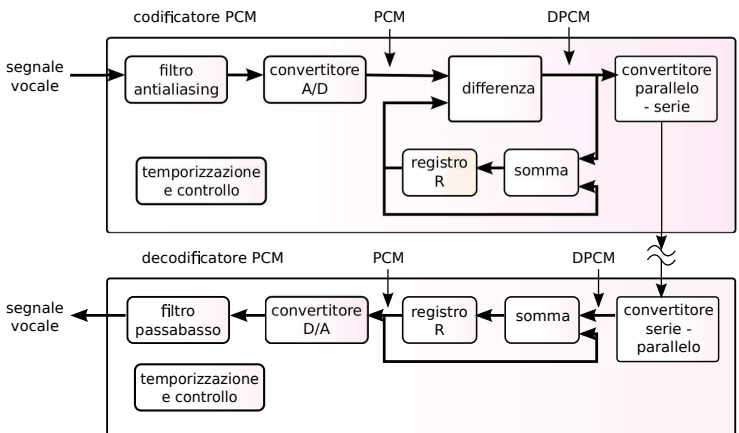 codificatore PCM
PCM
DPCM
segnale
vocale
filtro
antialiasing
convertitore
A/D
differenza
convertitore
parallelo
- serie
temporizzazione
e controllo
registro
R
somma
decodificatore PCM
PCM
DPCM
segnale
vocale
filtro
passabasso
convertitore
D/A
registro
R
somma
convertitore
serie -
parallelo
temporizzazione
e controllo